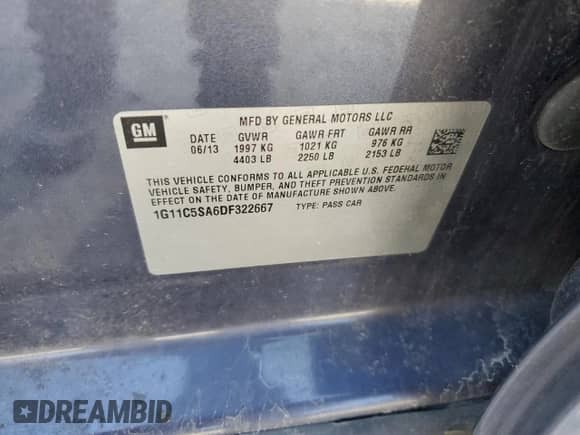 GM
MFD BY GENERAL MOTORS LLC
DATE GVWR GAWR FRT GAWR RR
06/13 1997 KG 1021 KG 976 KG
4403 LB 2250 LB 2153 LB
THIS VEHICLE CONFORMS TO ALL APPLICABLE U.S. FEDERAL MOTOR
VEHICLE SAFETY, BUMPER, AND THEFT PREVENTION STANDARDS IN
EFFECT ON THE DATE OF MANUFACTURE SHOWN ABOVE.
1G11C5SA6DF322667 TYPE: PASS CAR
DREAMBID